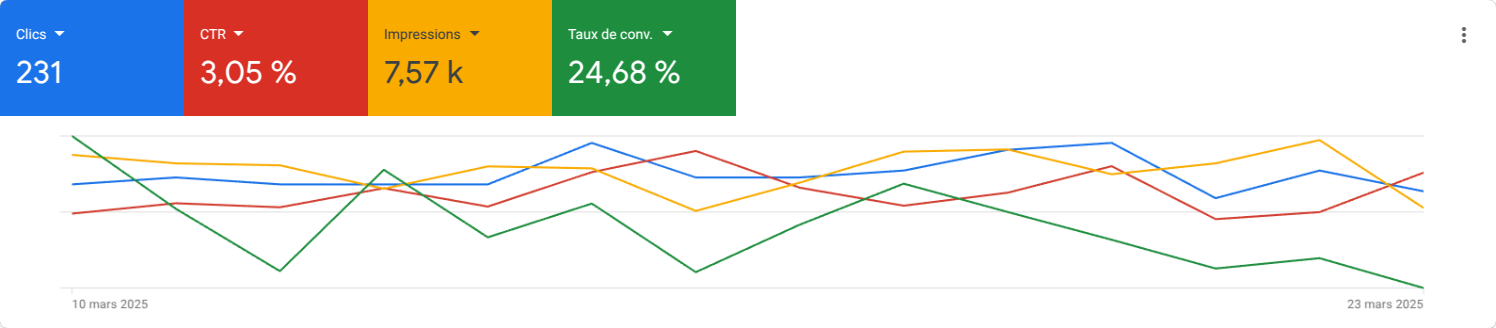 Clics
231
CTR
3,05 %
Impressions
7,57 k
Taux de conv.
24,68 %
10 mars 2025
23 mars 2025